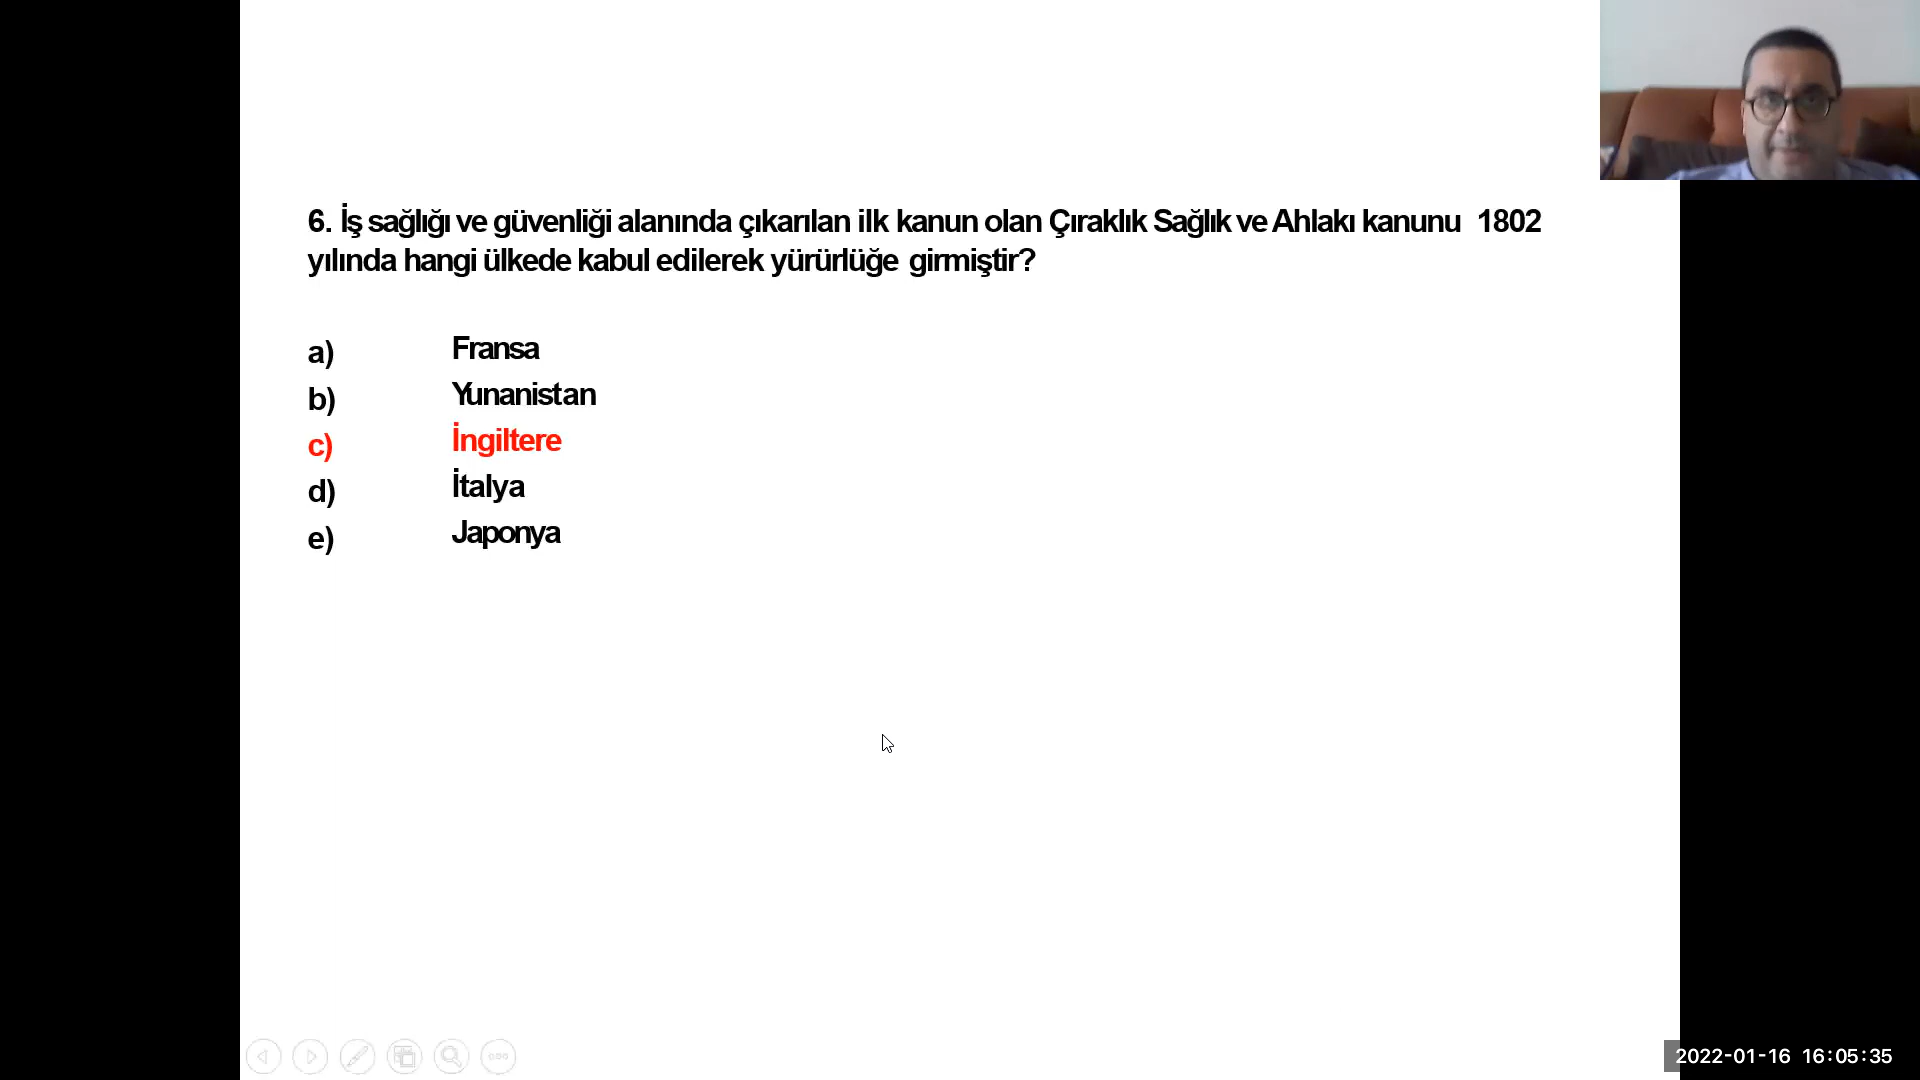 6. İş sağlığı ve güvenliği alanında çıkarılan ilk kanun olan Çıraklık Sağlık ve Ahlakı kanunu 1802
yılında hangi ülkede kabul edilerek yürürlüğe girmiştir?
a) Fransa
b) Yunanistan
c) İngiltere
d) İtalya
e) Japonya
2022-01-16 16:05:35